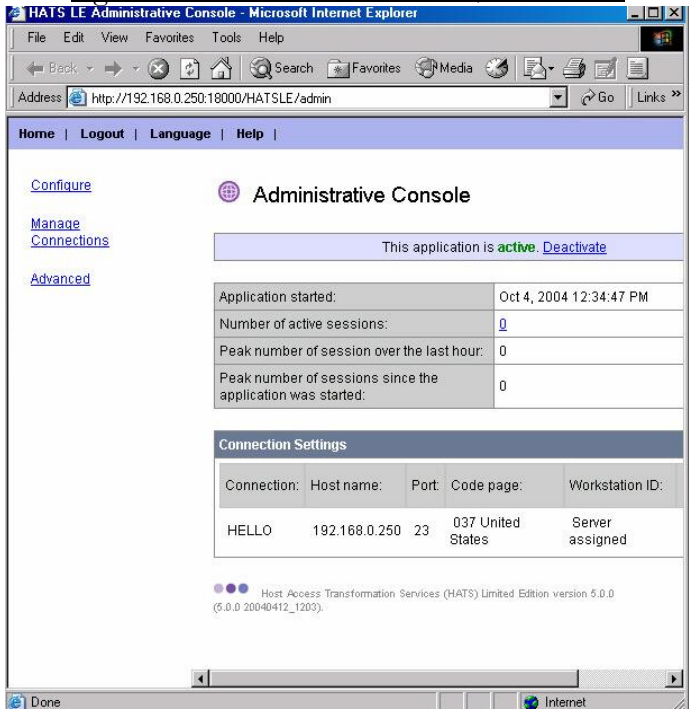 HATS LE Administrative Console - Microsoft Internet Explorer
File Edit View Favorites Tools Help
Back Search Favorites Media
Address http://192.168.0.250:18000/HATSLE/admin Go Links »
Home | Logout | Language | Help |
Configure
Manage
Connections
Advanced
Administrative Console
This application is active. Deactivate
Application started: Oct 4, 2004 12:34:47 PM
Number of active sessions: 0
Peak number of session over the last hour: 0
Peak number of sessions since the
application was started: 0
Connection Settings
Connection: Host name: Port: Code page: Workstation ID:
HELLO 192.168.0.250 23 037 United
States Server
assigned
Host Access Transformation Services (HATS) Limited Edition version 5.0.0
(5.0.0 20040412_1203).
Done Internet